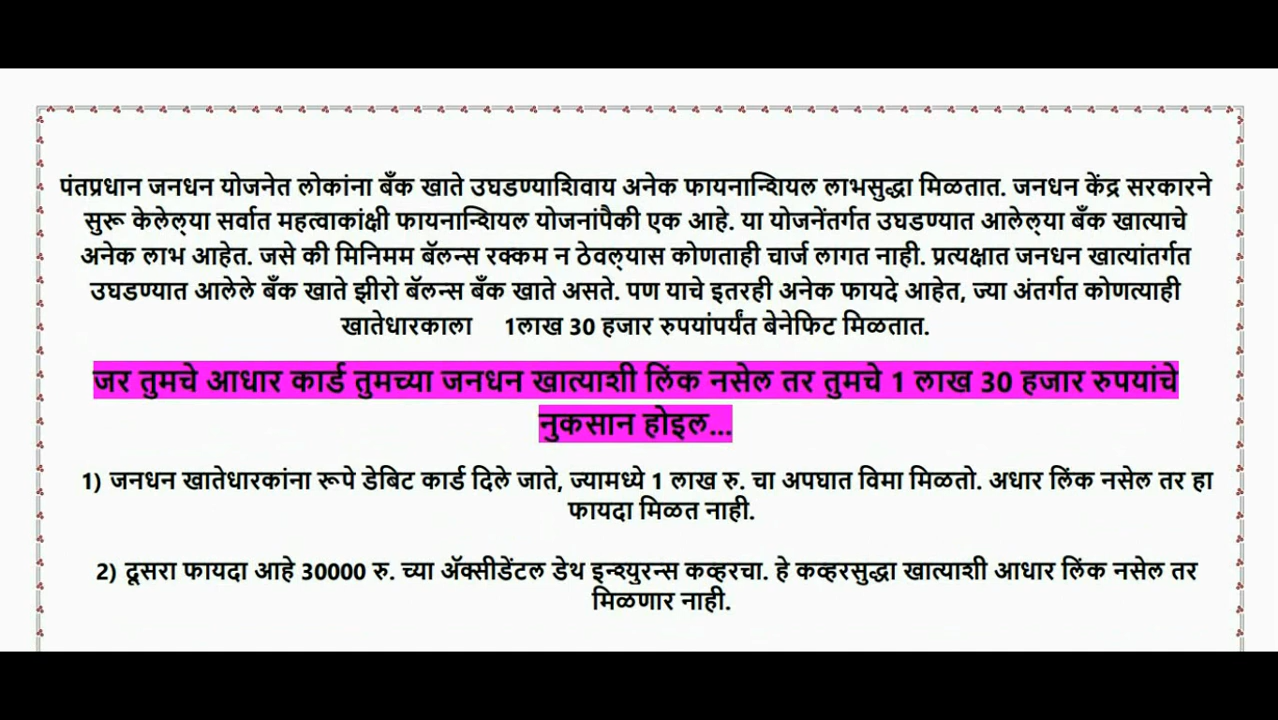 पंतप्रधान जनधन योजनेत लोकांना बँक खाते उघडण्याशिवाय अनेक फायनान्शियल लाभसुद्धा मिळतात. जनधन केंद्र सरकारने
सुरू केलेल्या सर्वात महत्वाकांक्षी फायनान्शियल योजनांपैकी एक आहे. या योजनेंतर्गत उघडण्यात आलेल्या बँक खात्याचे
अनेक लाभ आहेत. जसे की मिनिमम बॅलन्स रक्कम न ठेवल्यास कोणताही चार्ज लागत नाही. प्रत्यक्षात जनधन खात्यांतर्गत
उघडण्यात आलेले बँक खाते झीरो बॅलन्स बँक खाते असते. पण याचे इतरही अनेक फायदे आहेत, ज्या अंतर्गत कोणत्याही
खातेधारकाला 1लाख 30 हजार रुपयांपर्यंत बेनेफिट मिळतात.
जर तुमचे आधार कार्ड तुमच्या जनधन खात्याशी लिंक नसेल तर तुमचे 1 लाख 30 हजार रुपयांचे
नुकसान होइल...
1) जनधन खातेधारकांना रूपे डेबिट कार्ड दिले जाते, ज्यामध्ये 1 लाख रु. चा अपघात विमा मिळतो. अधार लिंक नसेल तर हा
फायदा मिळत नाही.
2) दूसरा फायदा आहे 30000 रु. च्या ॲक्सीडेंटल डेथ इन्श्युरन्स कव्हरचा. हे कव्हरसुद्धा खात्याशी आधार लिंक नसेल तर
मिळणार नाही.